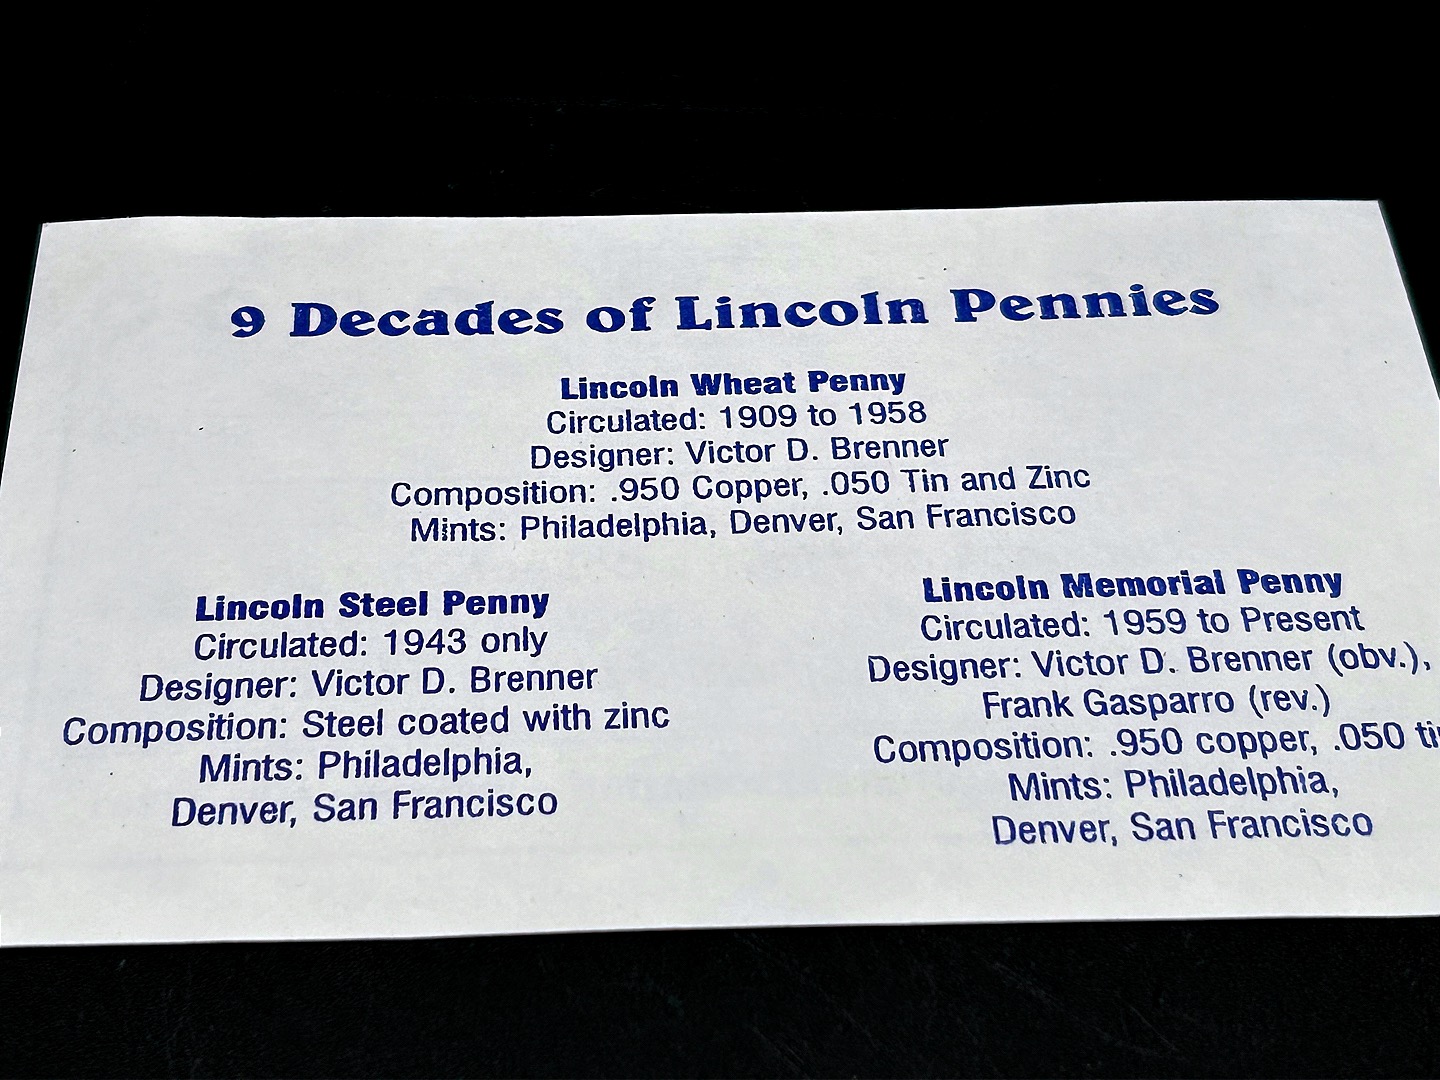 9 Decades of Lincoln Pennies
Lincoln Wheat Penny
Circulated: 1909 to 1958
Designer: Victor D. Brenner
Composition: .950 Copper, .050 Tin and Zinc
Mints: Philadelphia, Denver, San Francisco
Lincoln Steel Penny
Circulated: 1943 only
Designer: Victor D. Brenner
Composition: Steel coated with zinc
Mints: Philadelphia,
Denver, San Francisco
Lincoln Memorial Penny
Circulated: 1959 to Present
Designer: Victor D. Brenner (obv.),
Frank Gasparro (rev.)
Composition: .950 copper, .050
Mints: Philadelphia,
Denver, San Francisco